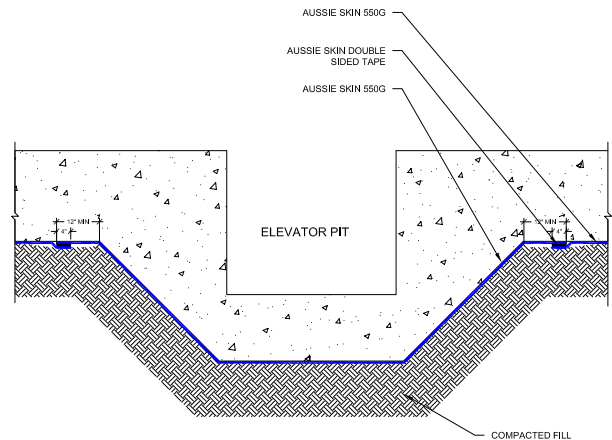 AUSSIE SKIN 550G
AUSSIE SKIN DOUBLE
SIDED TAPE
AUSSIE SKIN 550G
12" MIN
4"
12" MIN
4"
ELEVATOR PIT
COMPACTED FILL